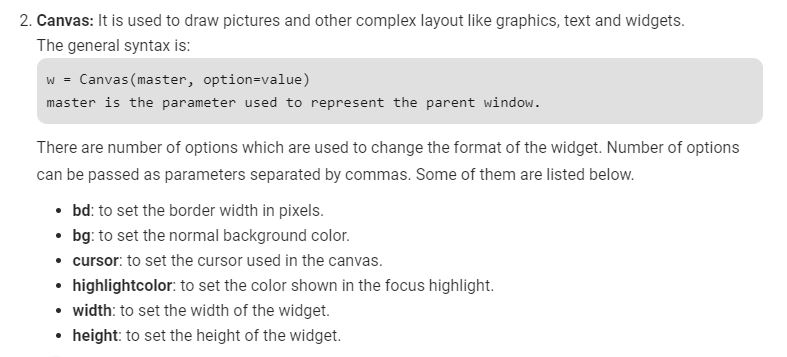 2. Canvas: It is used to draw pictures and other complex layout like graphics, text and widgets.
The general syntax is:
w = Canvas(master, option=value)
master is the parameter used to represent the parent window.
There are number of options which are used to change the format of the widget. Number of options
can be passed as parameters separated by commas. Some of them are listed below.
• bd: to set the border width in pixels.
• bg: to set the normal background color.
• cursor: to set the cursor used in the canvas.
• highlightcolor: to set the color shown in the focus highlight.
• width: to set the width of the widget.
• height: to set the height of the widget.